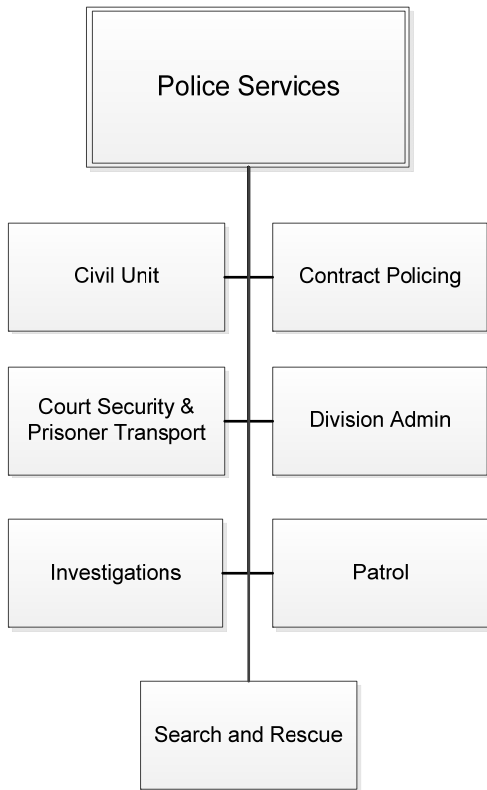 Police Services
Civil Unit
Contract Policing
Court Security &
Prisoner Transport
Division Admin
Investigations
Patrol
Search and Rescue